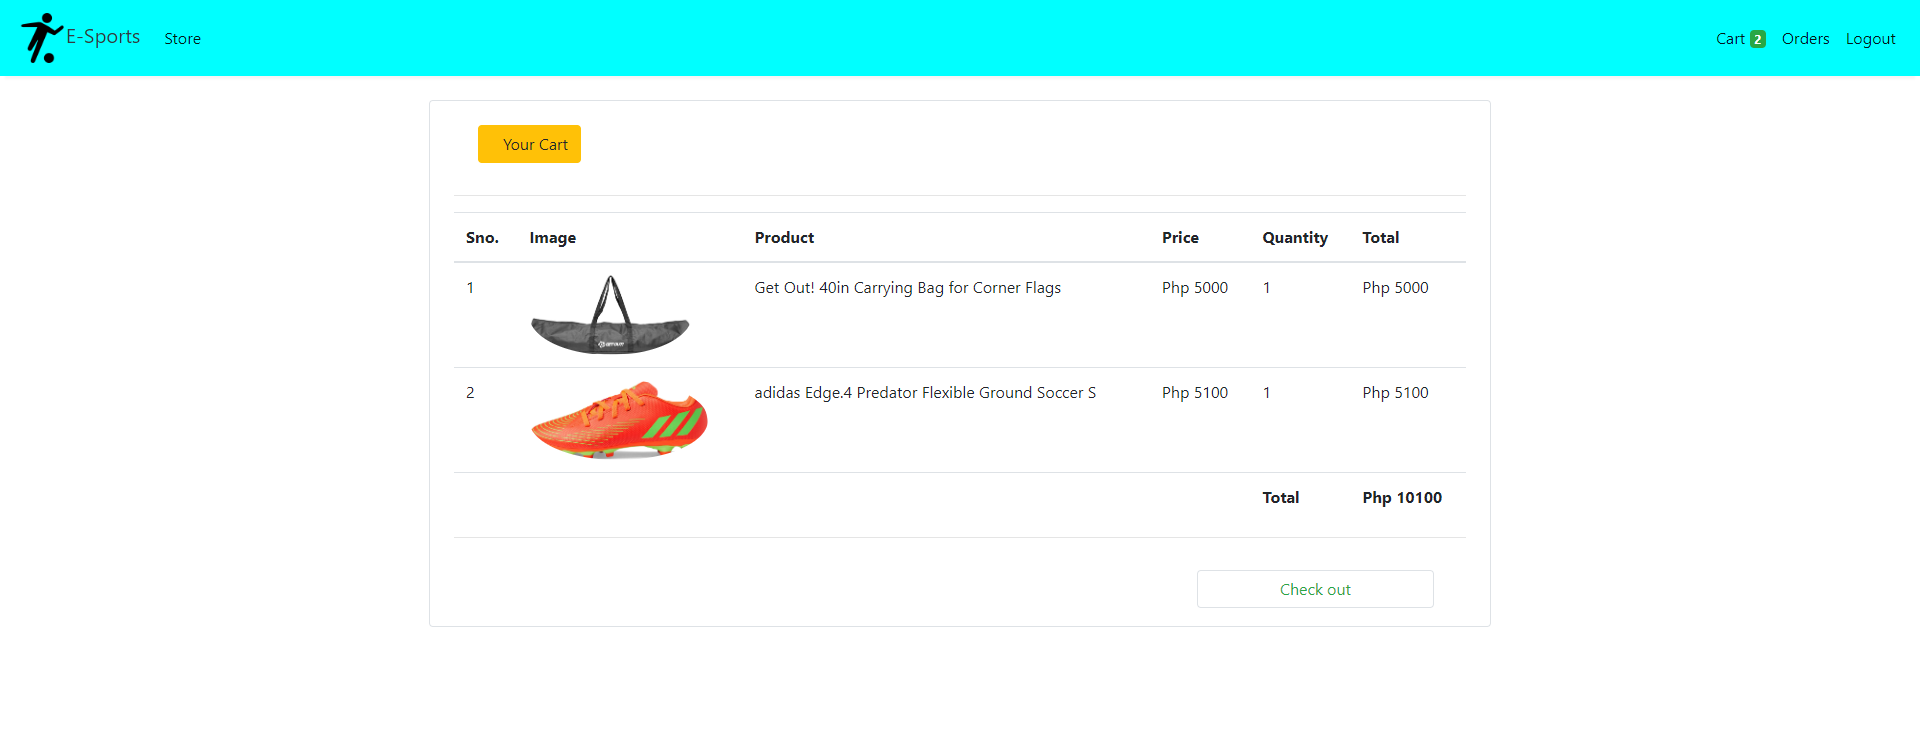 E-Sports Store Cart 2 Orders Logout
Your Cart
Sno. Image Product Price Quantity Total
1 Get Out! 40in Carrying Bag for Corner Flags Php 5000 1 Php 5000
2 adidas Edge.4 Predator Flexible Ground Soccer S Php 5100 1 Php 5100
Total Php 10100
Check out